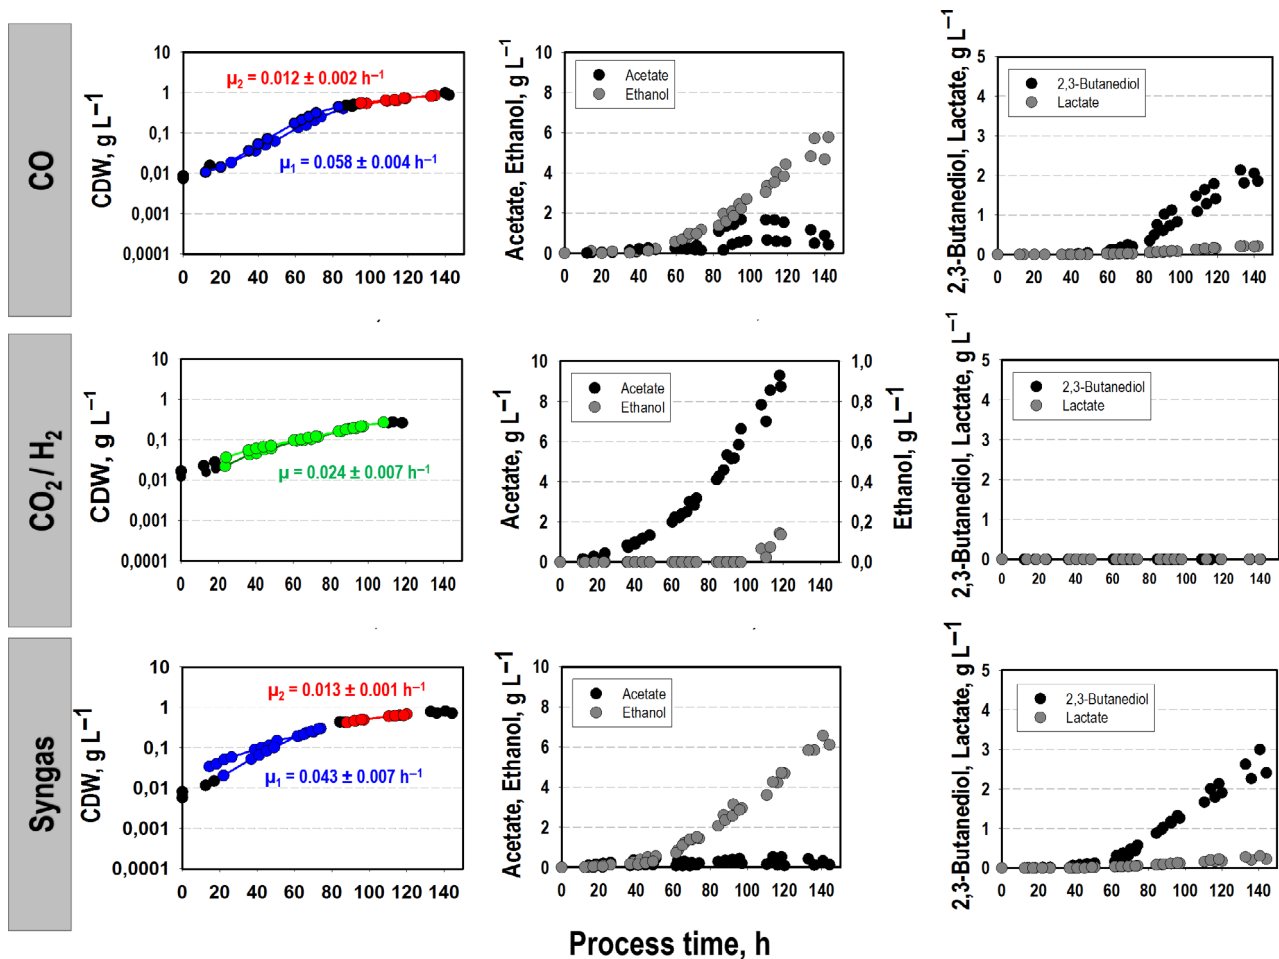 CO
CDW, g L⁻¹
10
1
0,1
0,01
0,001
0,0001
μ₂ = 0.012 ± 0.002 h⁻¹
μ₁ = 0.058 ± 0.004 h⁻¹
0 20 40 60 80 100 120 140
Acetate, Ethanol, g L⁻¹
10
8
6
4
2
0
Acetate
Ethanol
0 20 40 60 80 100 120 140
2,3-Butanediol, Lactate, g L⁻¹
5
4
3
2
1
0
2,3-Butanediol
Lactate
0 20 40 60 80 100 120 140
CO₂ / H₂
CDW, g L⁻¹
10
1
0,1
0,01
0,001
0,0001
μ = 0.024 ± 0.007 h⁻¹
0 20 40 60 80 100 120 140
Acetate, g L⁻¹
10
8
6
4
2
0
Acetate
Ethanol
1,0
0,8
0,6
0,4
0,2
0,0
Ethanol, g L⁻¹
0 20 40 60 80 100 120 140
2,3-Butanediol, Lactate, g L⁻¹
5
4
3
2
1
0
2,3-Butanediol
Lactate
0 20 40 60 80 100 120 140
Syngas
CDW, g L⁻¹
10
1
0,1
0,01
0,001
0,0001
μ₂ = 0.013 ± 0.001 h⁻¹
μ₁ = 0.043 ± 0.007 h⁻¹
0 20 40 60 80 100 120 140
Acetate, Ethanol, g L⁻¹
10
8
6
4
2
0
Acetate
Ethanol
0 20 40 60 80 100 120 140
2,3-Butanediol, Lactate, g L⁻¹
5
4
3
2
1
0
2,3-Butanediol
Lactate
0 20 40 60 80 100 120 140
Process time, h